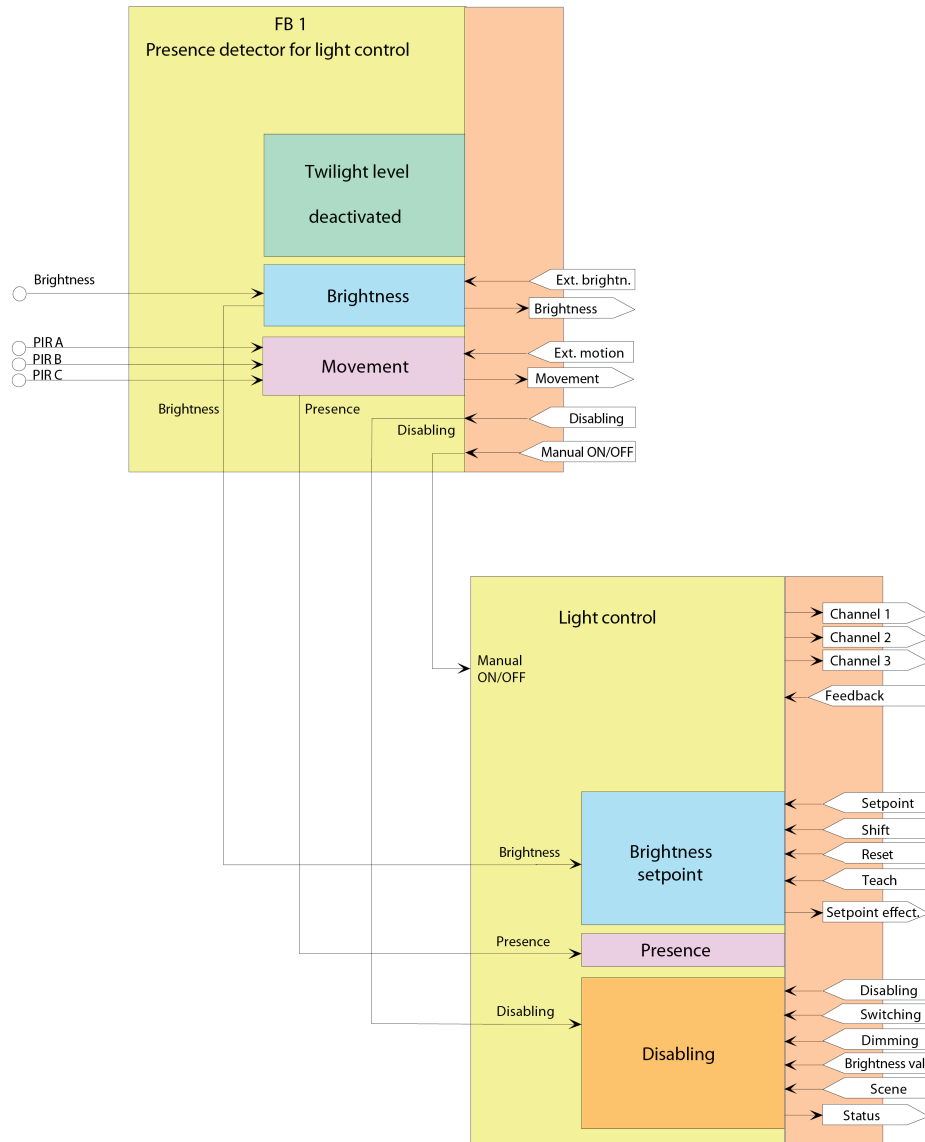 FB 1
Presence detector for light control
Twilight level
deactivated
Brightness
Brightness
Ext. brightn.
Brightness
PIR A
PIR B
PIR C
Movement
Ext. motion
Movement
Brightness
Presence
Disabling
Disabling
Manual ON/OFF
Light control
Channel 1
Channel 2
Channel 3
Manual
ON/OFF
Feedback
Setpoint
Shift
Reset
Teach
Setpoint effect.
Brightness
Brightness
setpoint
Presence
Presence
Disabling
Disabling
Disabling
Switching
Dimming
Brightness val
Scene
Status